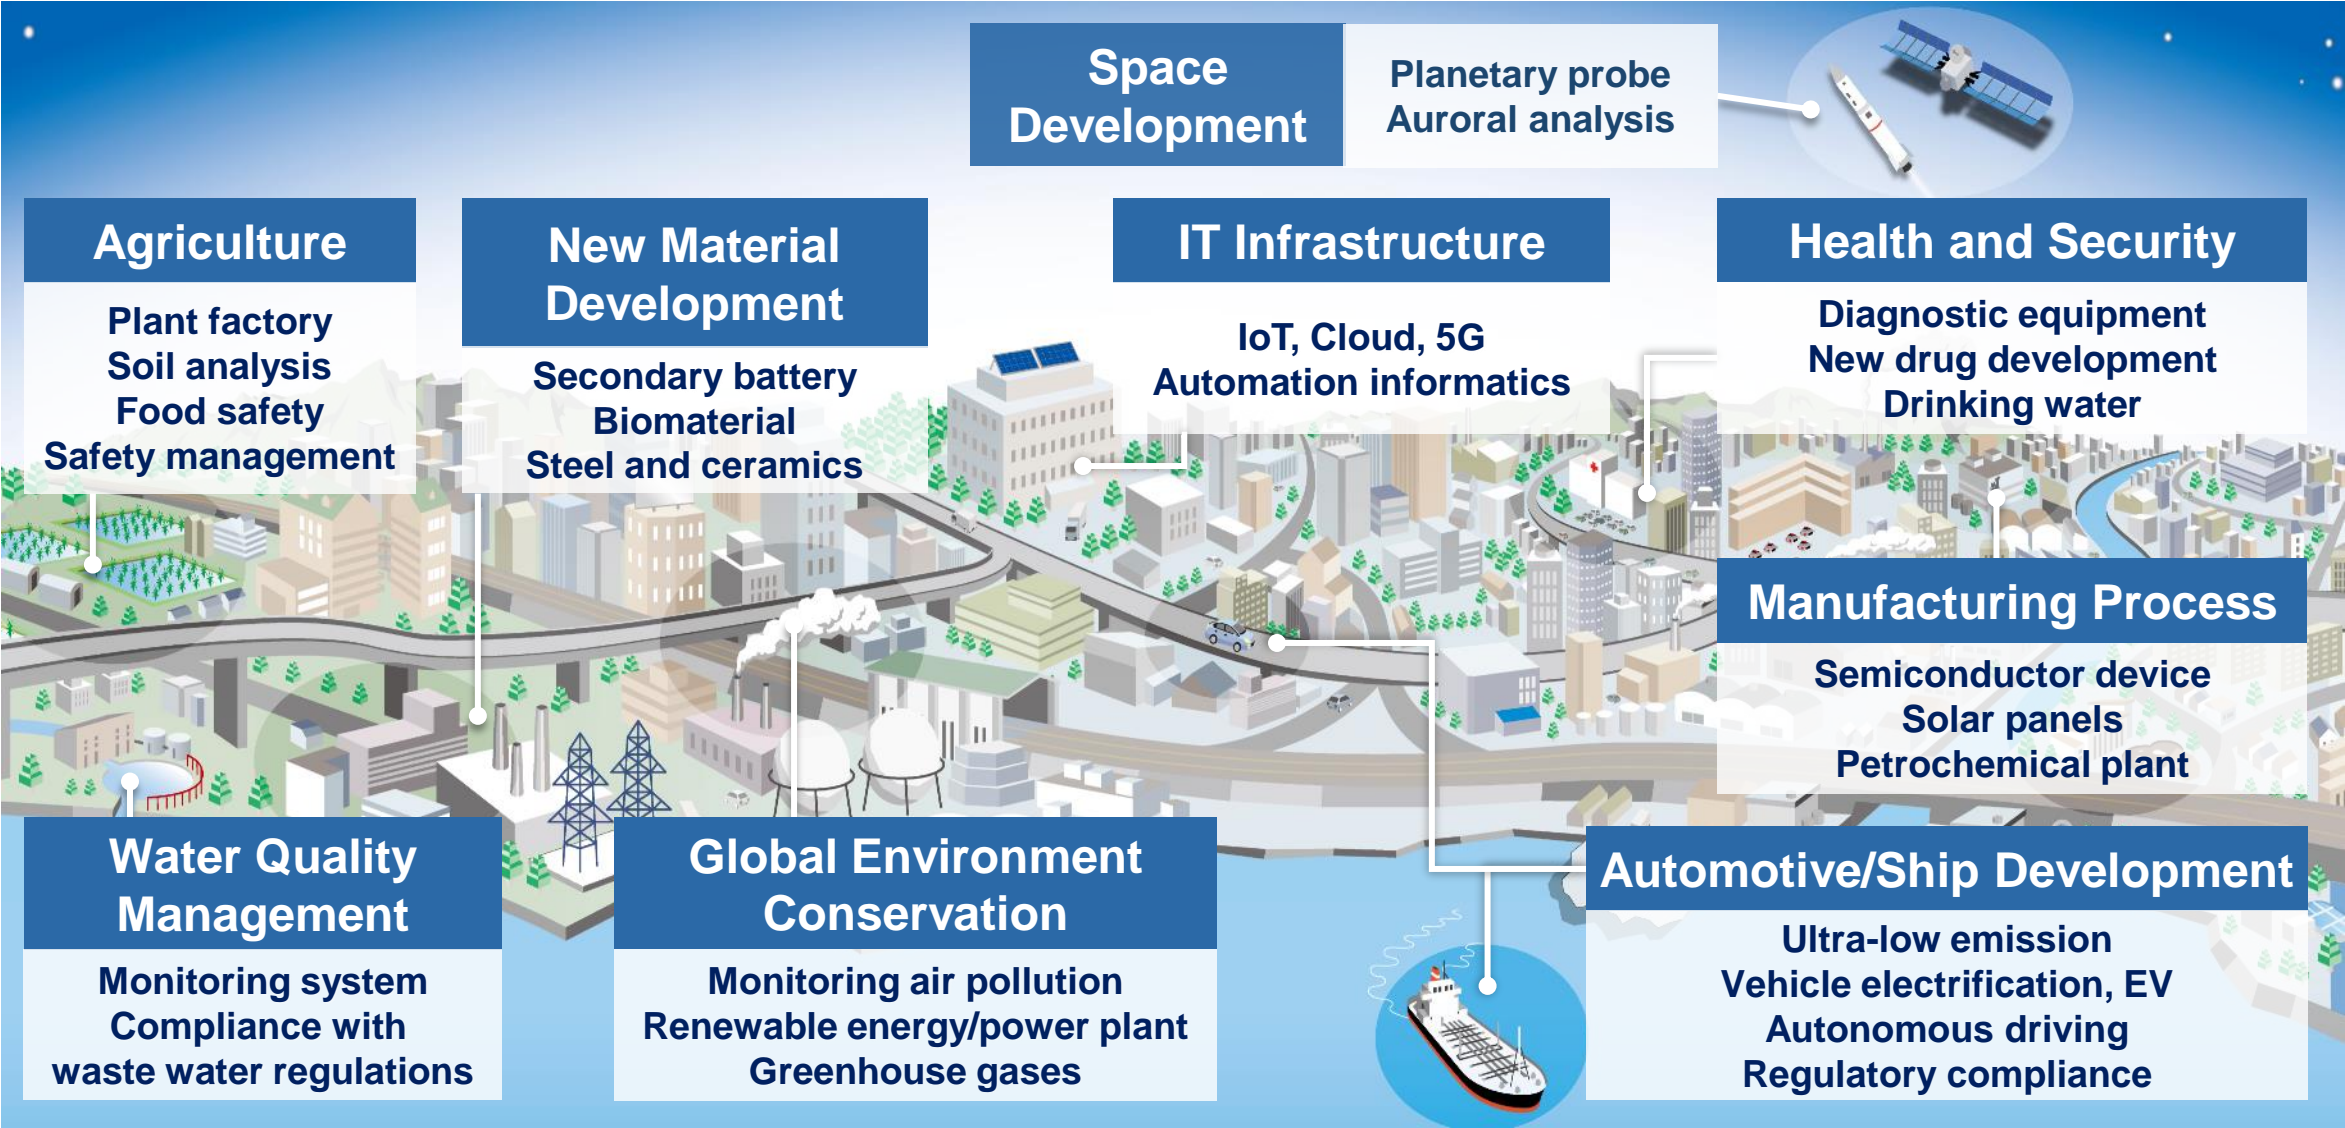 Space
Development
Planetary probe
Auroral analysis
Agriculture
Plant factory
Soil analysis
Food safety
Safety management
New Material
Development
Secondary battery
Biomaterial
Steel and ceramics
IT Infrastructure
IoT, Cloud, 5G
Automation informatics
Health and Security
Diagnostic equipment
New drug development
Drinking water
Manufacturing Process
Semiconductor device
Solar panels
Petrochemical plant
Water Quality
Management
Monitoring system
Compliance with
waste water regulations
Global Environment
Conservation
Monitoring air pollution
Renewable energy/power plant
Greenhouse gases
Automotive/Ship Development
Ultra-low emission
Vehicle electrification, EV
Autonomous driving
Regulatory compliance